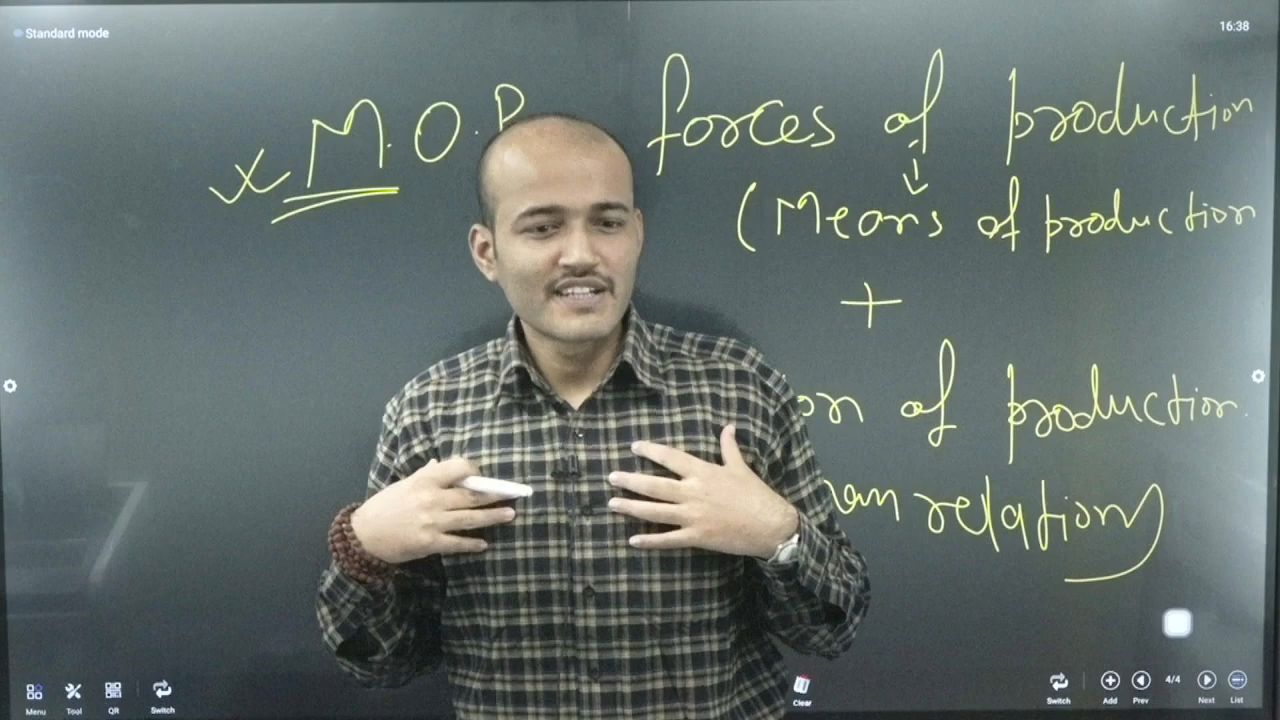 Standard mode
16:38
M.O.P
forces of production
(Means of production
+
of production
relation)
Menu
Tool
QR
Switch
Clear
Switch
Add
Prev
4/4
Next
List